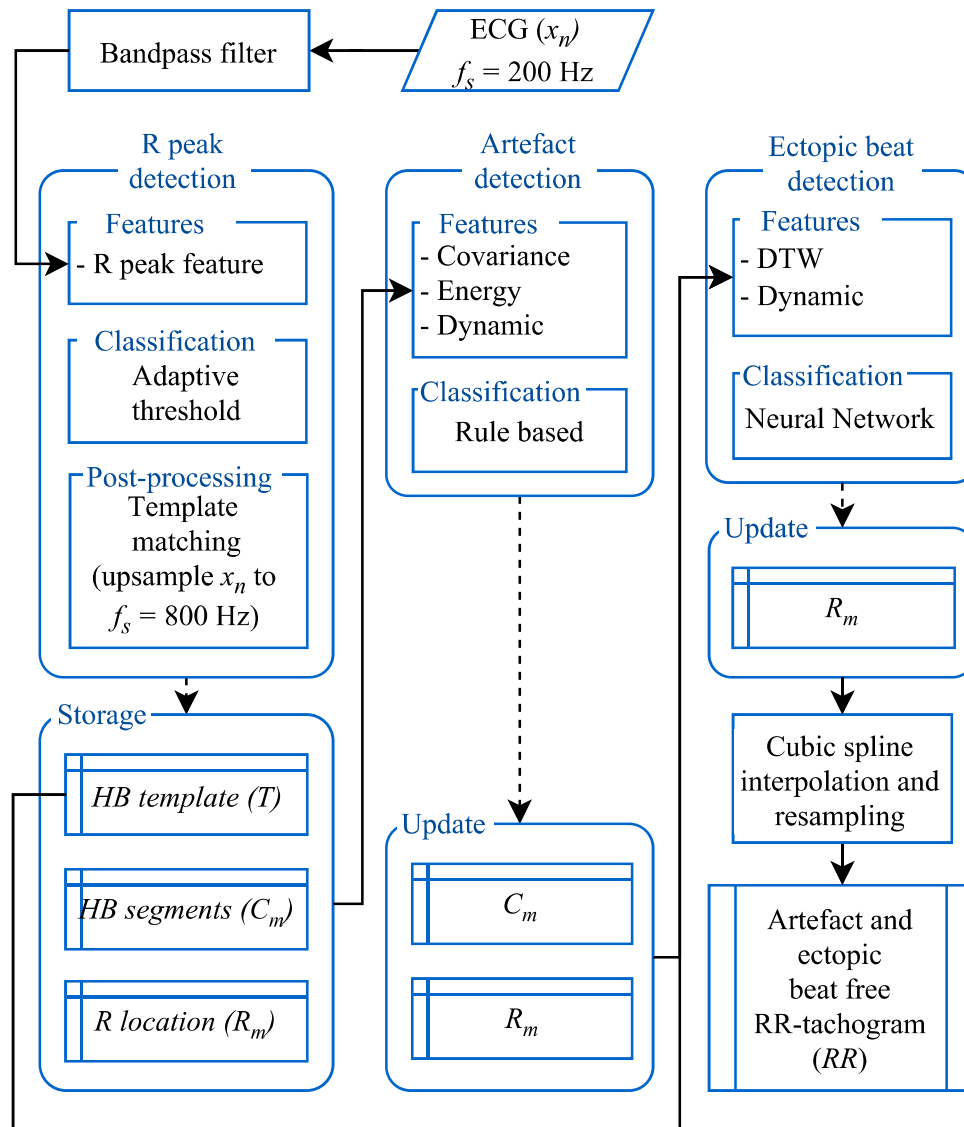 ECG (xₙ)
fₛ = 200 Hz
Bandpass filter
R peak
detection
Features
- R peak feature
Classification
Adaptive
threshold
Post-processing
Template
matching
(upsample xₙ to
fₛ = 800 Hz)
Storage
HB template (T)
HB segments (Cₘ)
R location (Rₘ)
Artefact
detection
Features
- Covariance
- Energy
- Dynamic
Classification
Rule based
Update
Cₘ
Rₘ
Ectopic beat
detection
Features
- DTW
- Dynamic
Classification
Neural Network
Update
Rₘ
Cubic spline
interpolation and
resampling
Artefact and
ectopic
beat free
RR-tachogram
(RR)